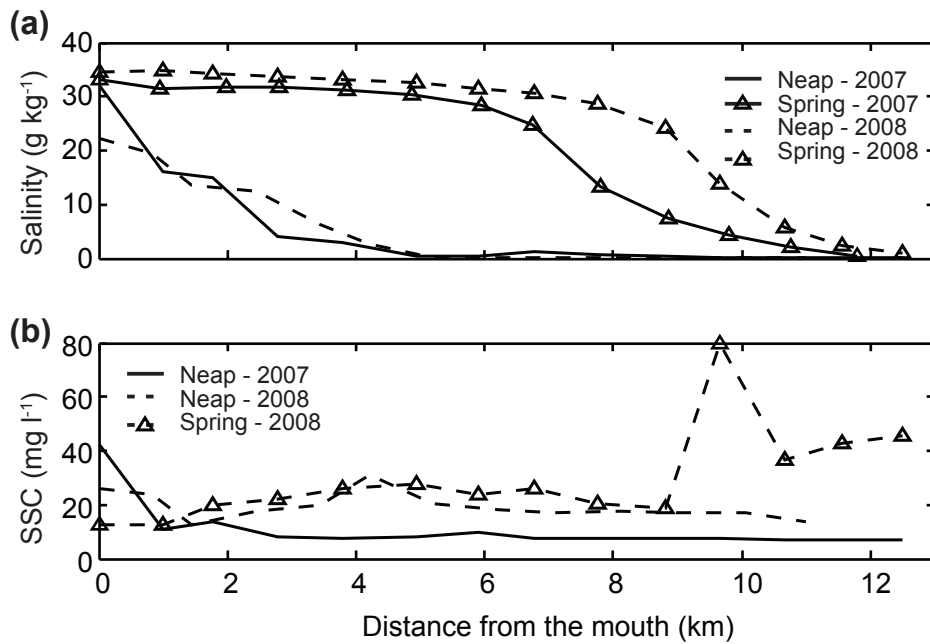 (a)
Salinity (g kg⁻¹)
40
30
20
10
0
Neap - 2007
Spring - 2007
Neap - 2008
Spring - 2008
(b)
SSC (mg l⁻¹)
80
60
40
20
0
Neap - 2007
Neap - 2008
Spring - 2008
0 2 4 6 8 10 12
Distance from the mouth (km)